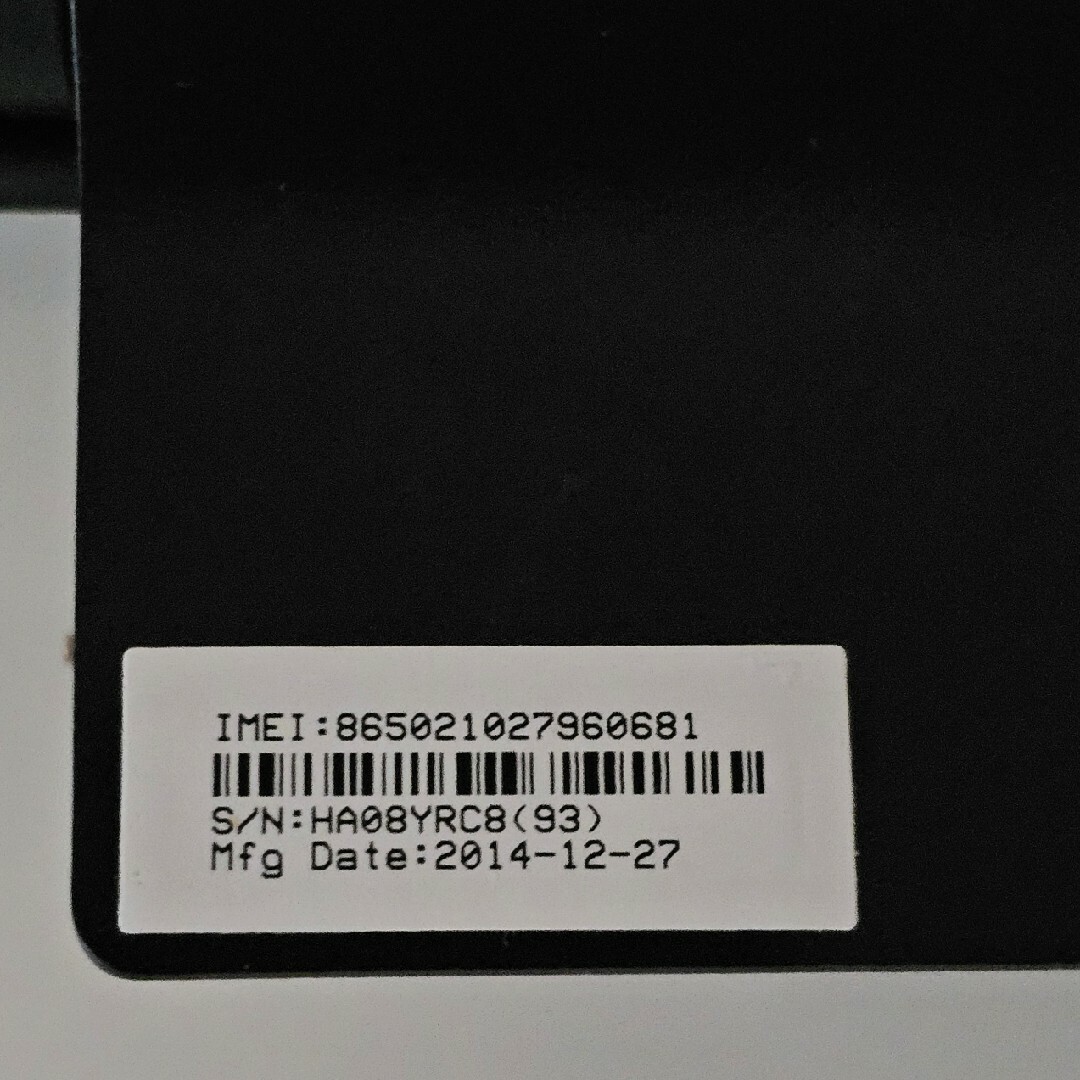 IMEI:865021027960681
S/N:HA08YRC8(93)
Mfg Date:2014-12-27